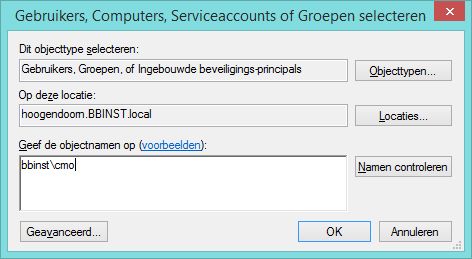 Gebruikers, Computers, Serviceaccounts of Groepen selecteren
Dit objecttype selecteren:
Gebruikers, Groepen, of Ingebouwde beveiligings-principals
Objecttypen...
Op deze locatie:
hoogendoorn.BBINST.local
Locaties...
Geef de objectnamen op (voorbeelden):
bbinst\cmo
Namen controleren
Geavanceerd...
OK
Annuleren